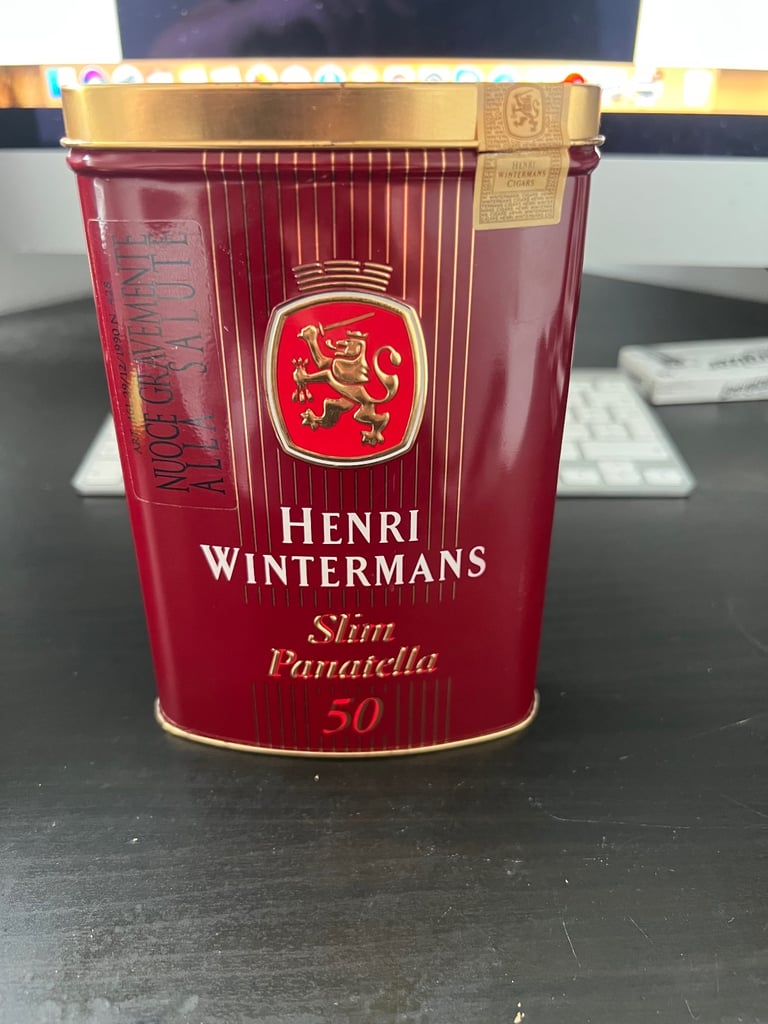 HENRI
WINTERMANS
CIGARS
NUOCE GRAVEMENTE
ALLA SALUTE
HENRI
WINTERMANS
Slim
Panatella
50